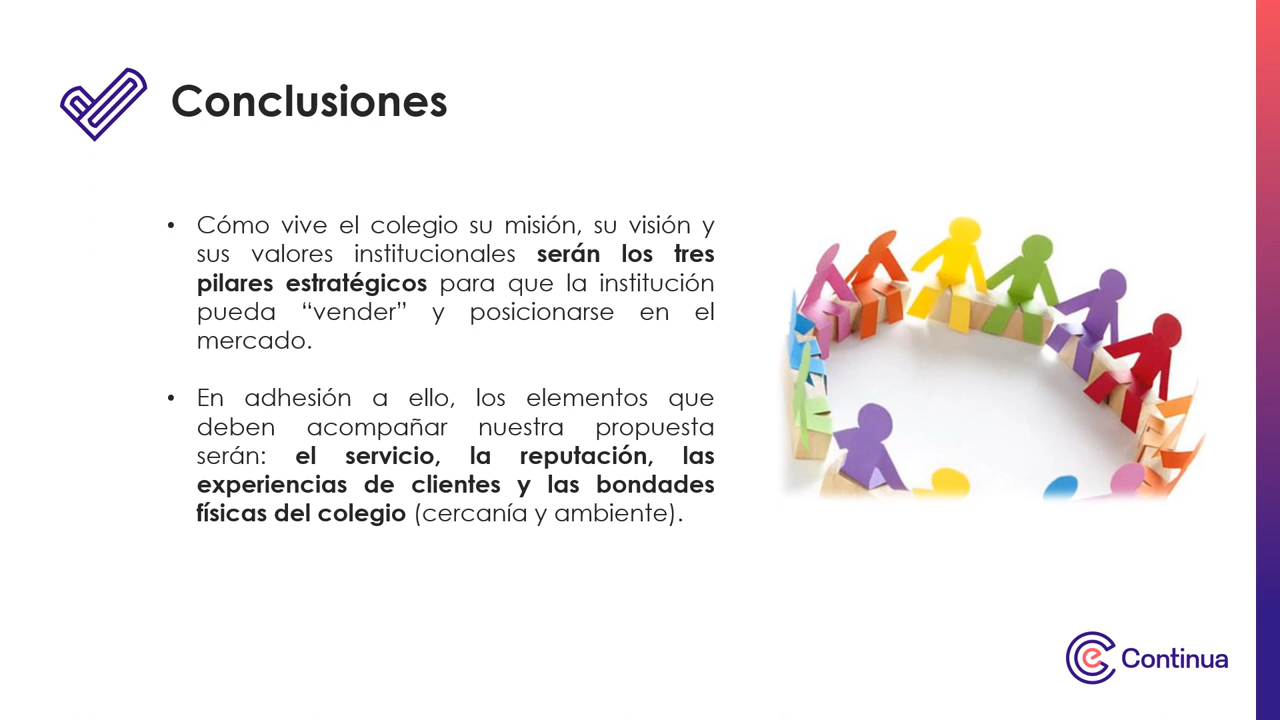 Conclusiones
• Cómo vive el colegio su misión, su visión y
sus valores institucionales serán los tres
pilares estratégicos para que la institución
pueda “vender” y posicionarse en el
mercado.
• En adhesión a ello, los elementos que
deben acompañar nuestra propuesta
serán: el servicio, la reputación, las
experiencias de clientes y las bondades
físicas del colegio (cercanía y ambiente).
e Continua